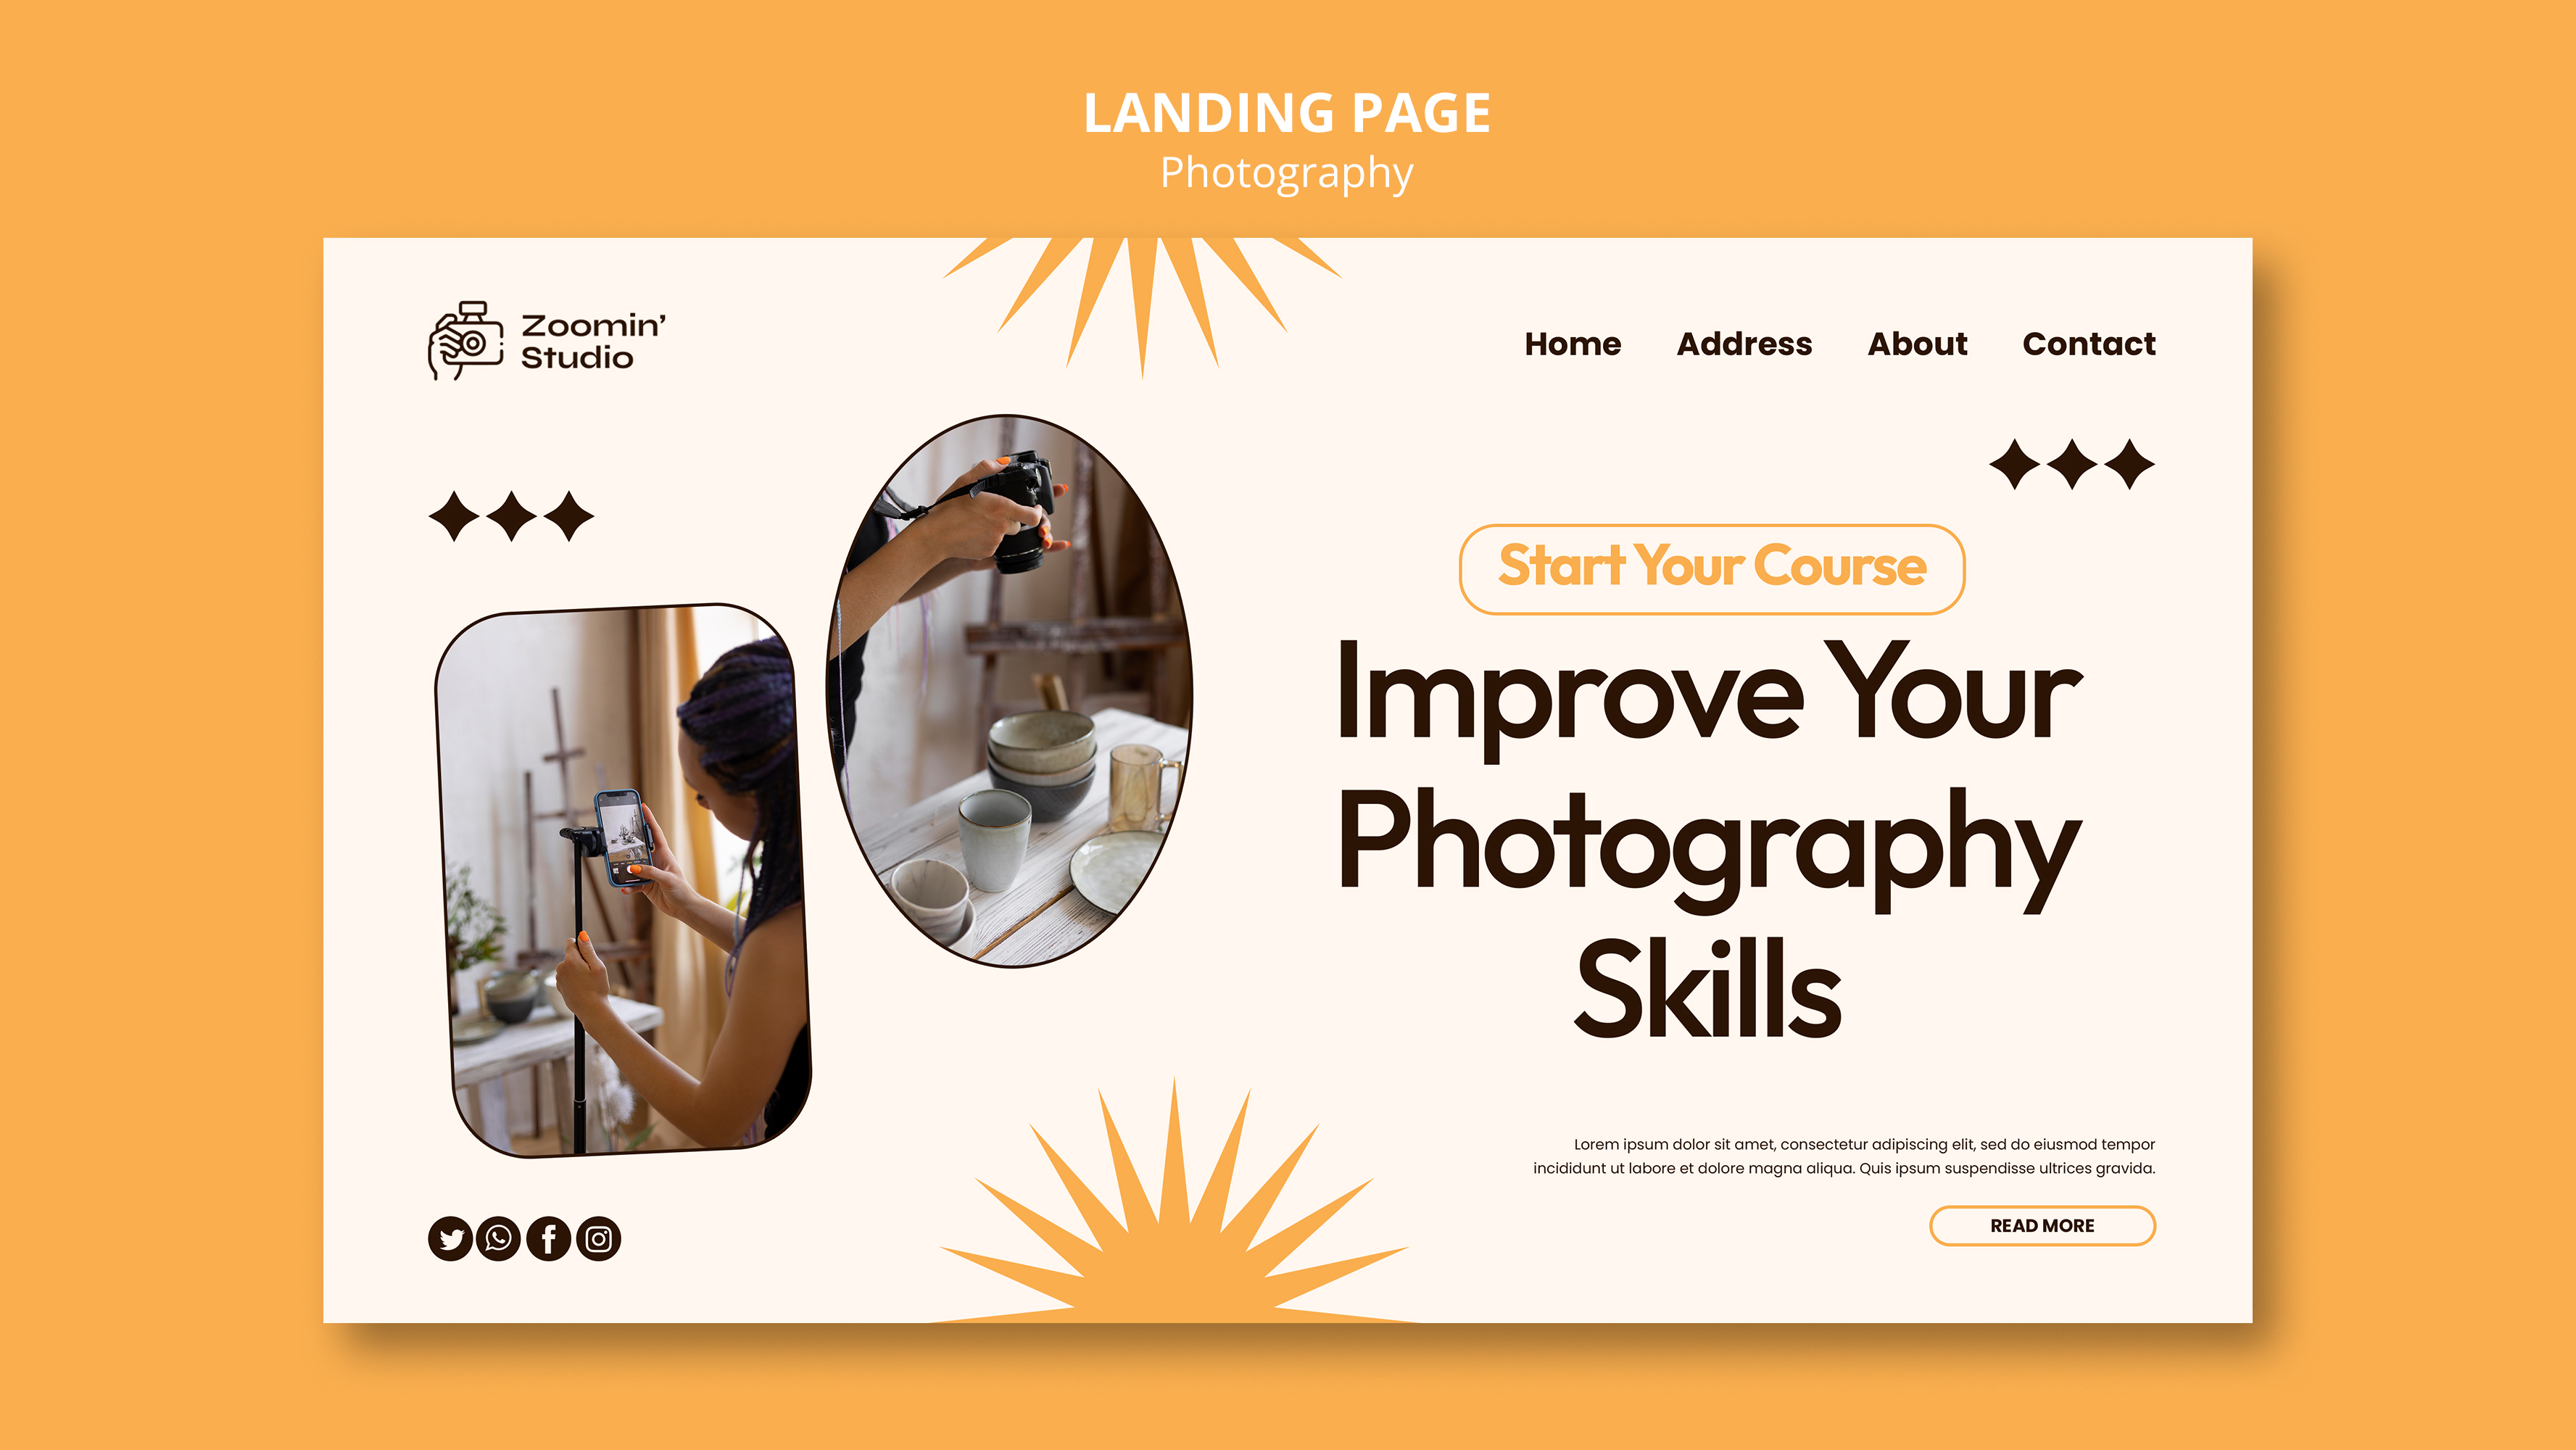 LANDING PAGE
Photography
Zoomin’
Studio
Home Address About Contact
Start Your Course
Improve Your
Photography
Skills
Lorem ipsum dolor sit amet, consectetur adipiscing elit, sed do eiusmod tempor
incididunt ut labore et dolore magna aliqua. Quis ipsum suspendisse ultrices gravida.
READ MORE